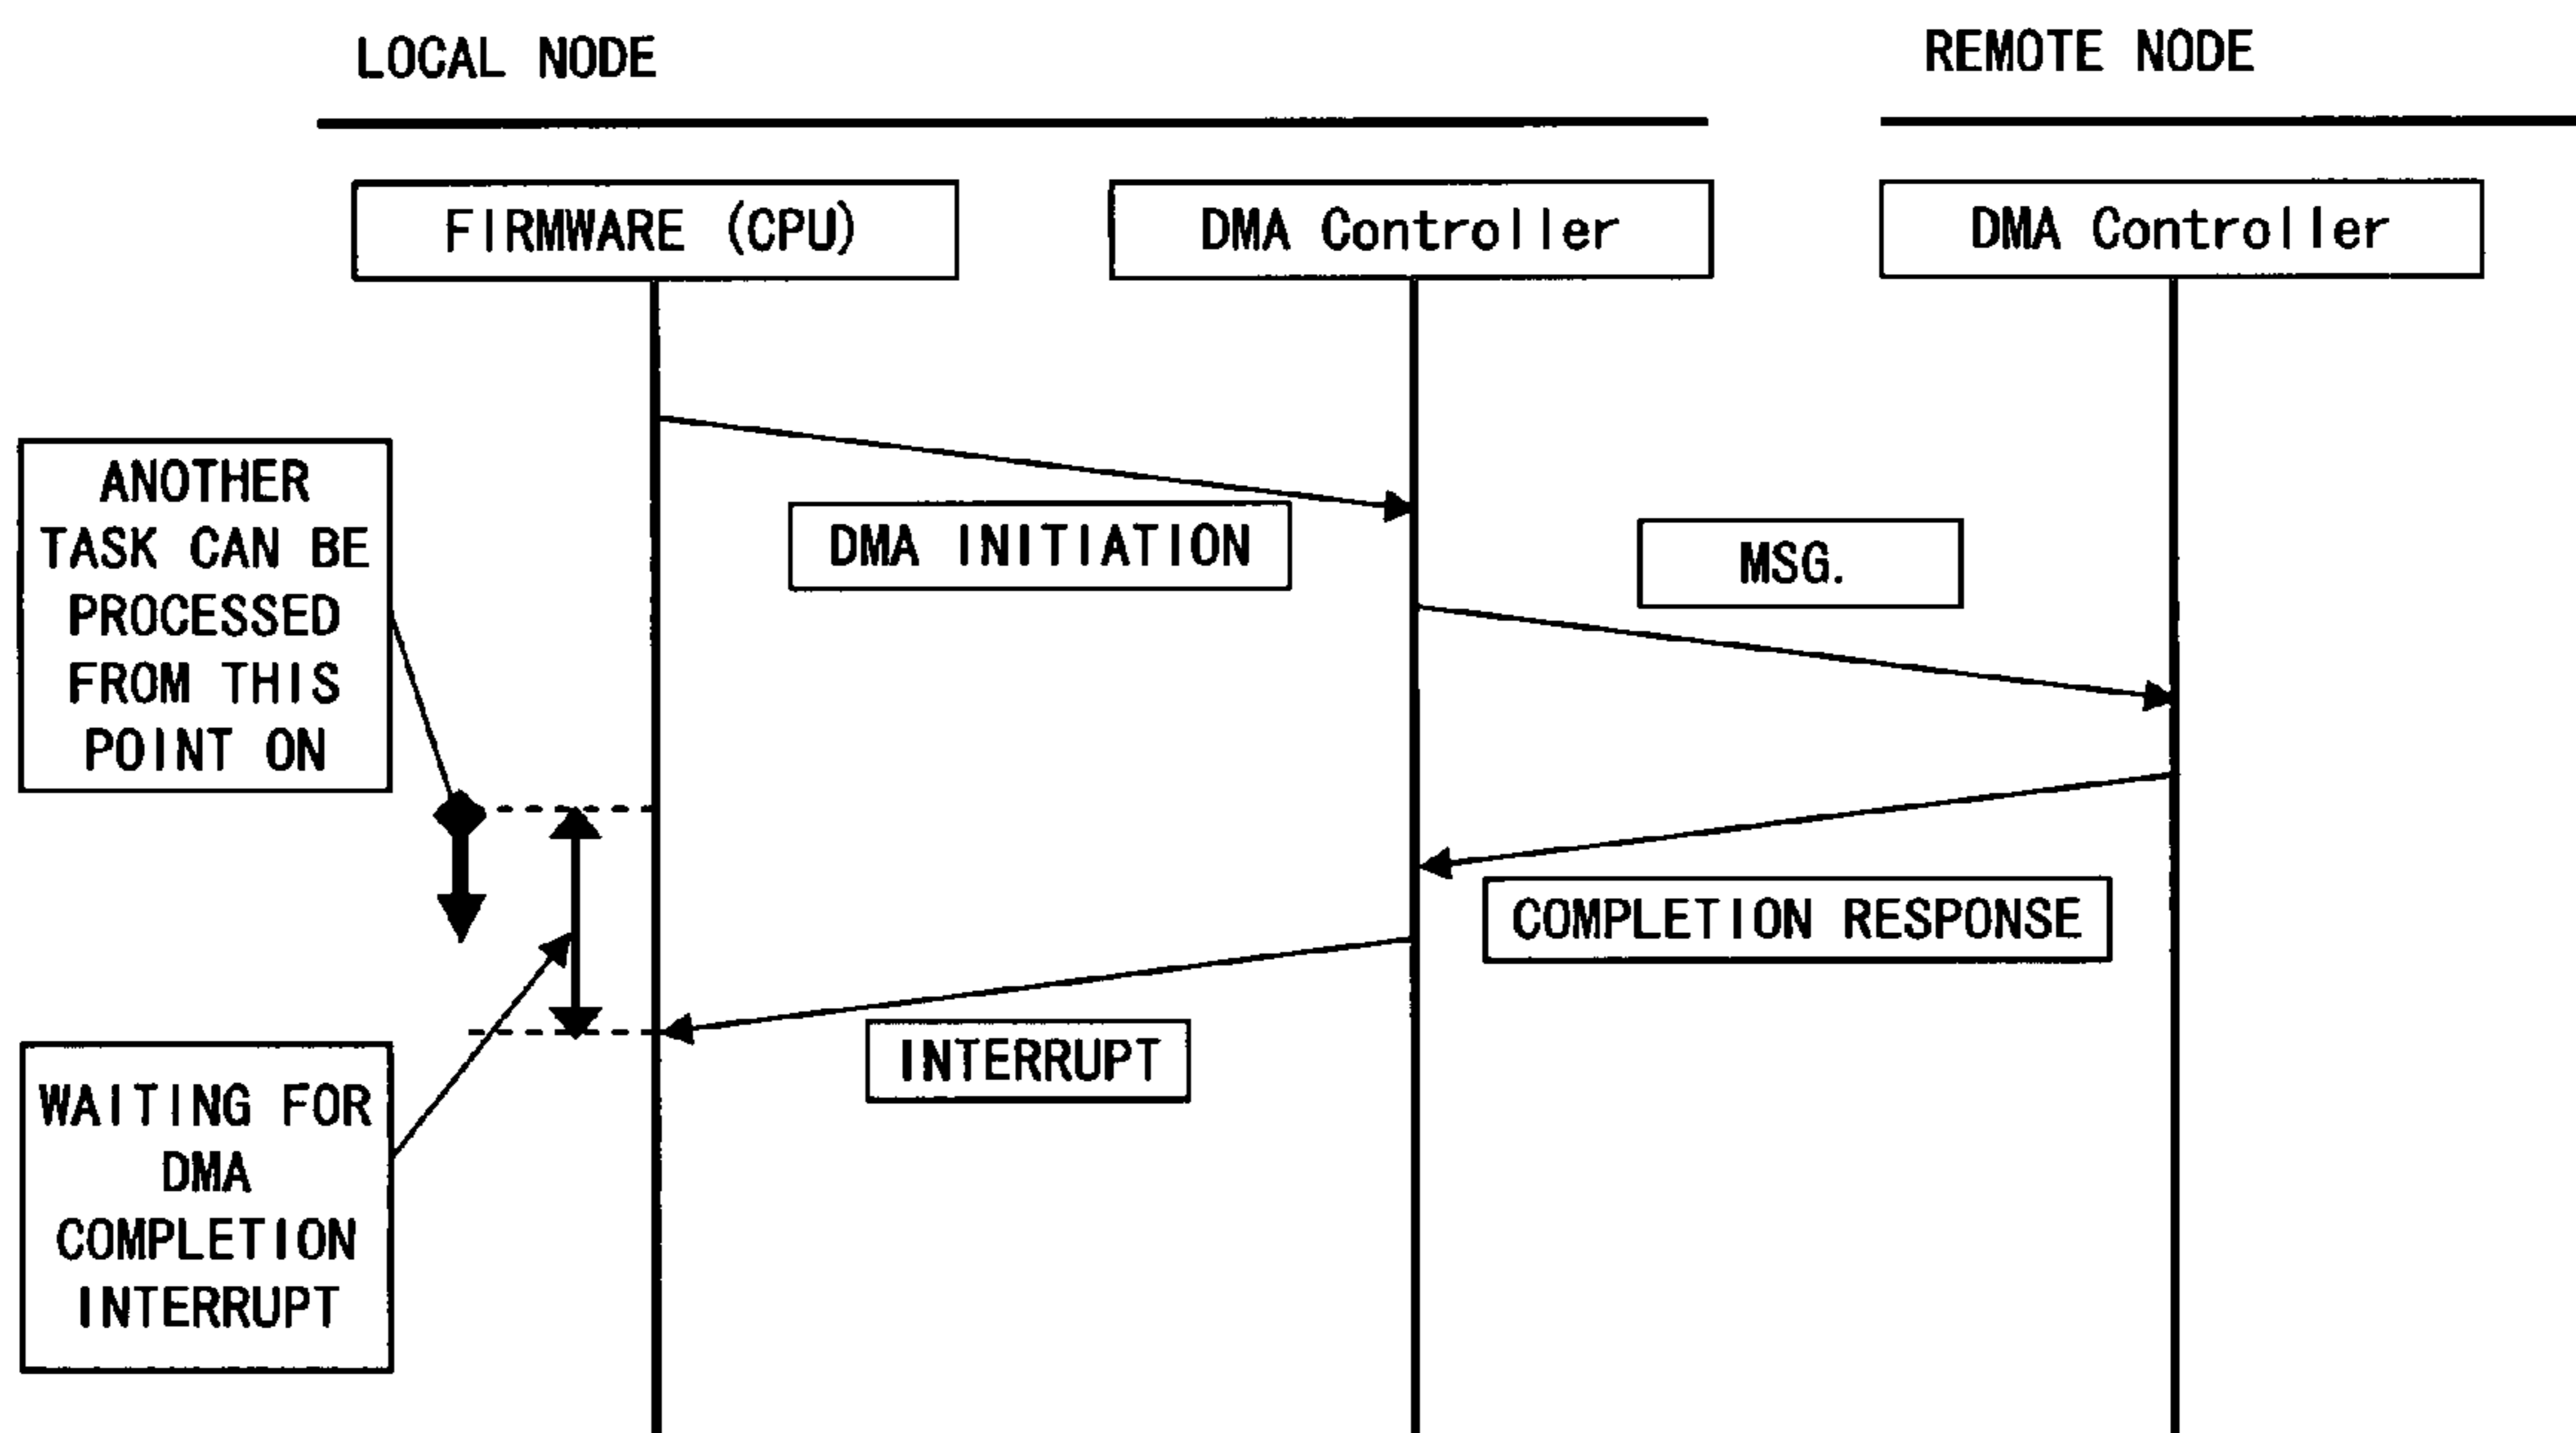 LOCAL NODE
REMOTE NODE
FIRMWARE (CPU)
DMA Controller
DMA Controller
ANOTHER
TASK CAN BE
PROCESSED
FROM THIS
POINT ON
DMA INITIATION
MSG.
COMPLETION RESPONSE
INTERRUPT
WAITING FOR
DMA
COMPLETION
INTERRUPT